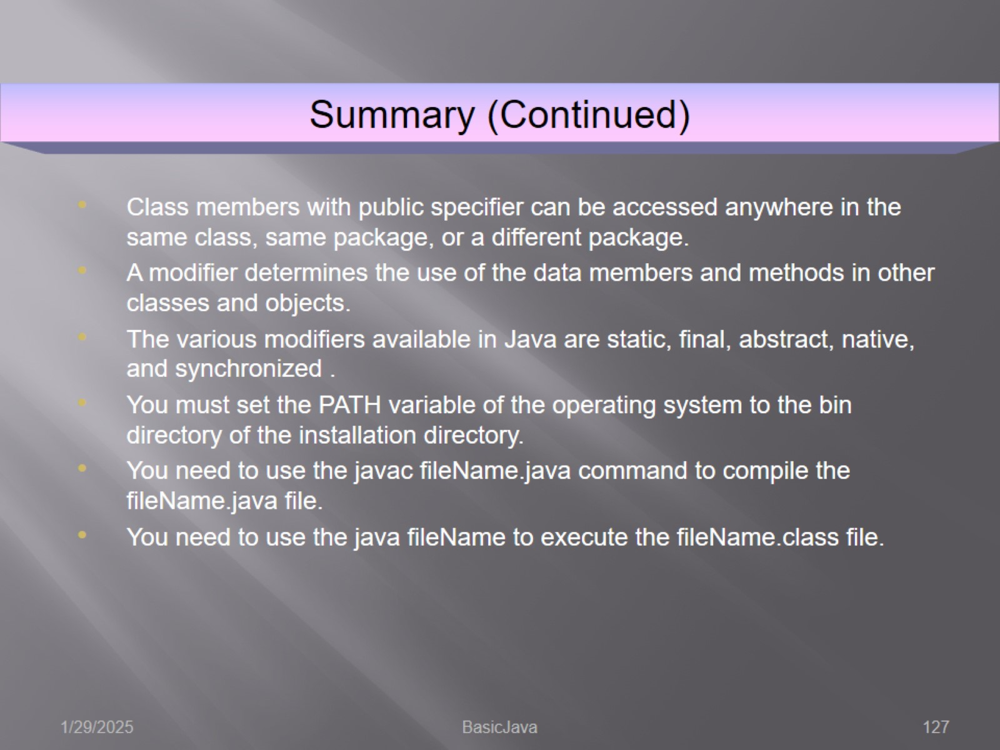 Summary (Continued)
• Class members with public specifier can be accessed anywhere in the
same class, same package, or a different package.
• A modifier determines the use of the data members and methods in other
classes and objects.
• The various modifiers available in Java are static, final, abstract, native,
and synchronized .
• You must set the PATH variable of the operating system to the bin
directory of the installation directory.
• You need to use the javac fileName.java command to compile the
fileName.java file.
• You need to use the java fileName to execute the fileName.class file.
1/29/2025
BasicJava
127